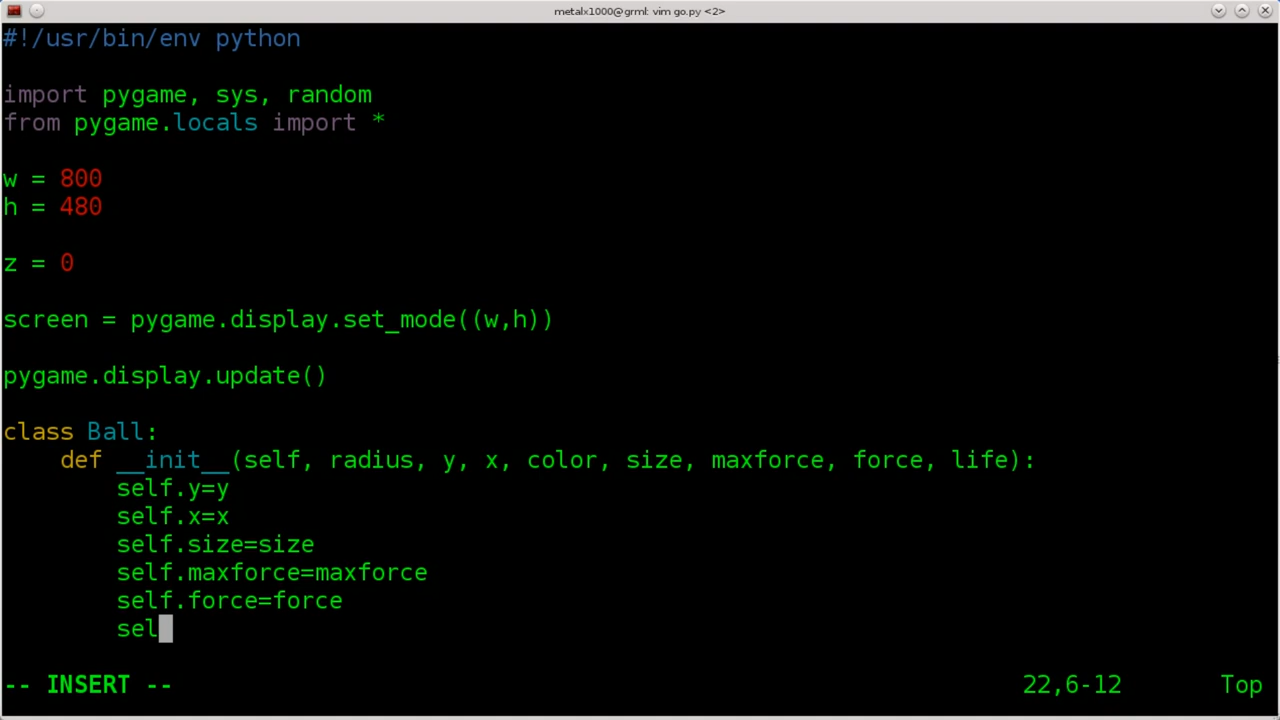 metalx1000@grml: vim go.py <2>
#!/usr/bin/env python
import pygame, sys, random
from pygame.locals import *
w = 800
h = 480
z = 0
screen = pygame.display.set_mode((w,h))
pygame.display.update()
class Ball:
    def __init__(self, radius, y, x, color, size, maxforce, force, life):
        self.y=y
        self.x=x
        self.size=size
        self.maxforce=maxforce
        self.force=force
        sel
-- INSERT -- 22,6-12 Top